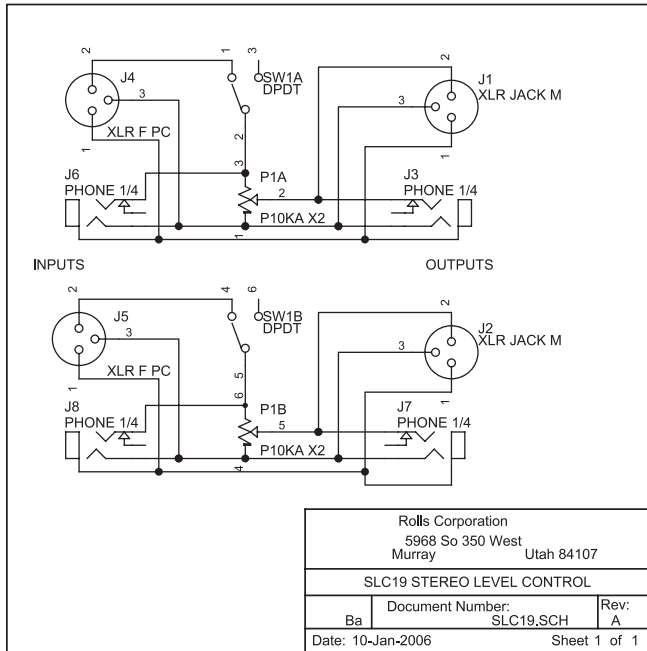 2
1
3
J4
SW1A
DPDT
3
2
J1
XLR JACK M
3
XLR F PC
1
2
1
3
J6
PHONE 1/4
P1A
2
J3
PHONE 1/4
P10KA X2
1
INPUTS
OUTPUTS
2
4
6
J5
SW1B
DPDT
3
2
J2
XLR JACK M
3
XLR F PC
1
5
1
6
J8
PHONE 1/4
P1B
5
J7
PHONE 1/4
P10KA X2
4
Rolls Corporation
5968 So 350 West
Murray Utah 84107
SLC19 STEREO LEVEL CONTROL
Document Number: Rev:
Ba SLC19.SCH A
Date: 10-Jan-2006 Sheet 1 of 1